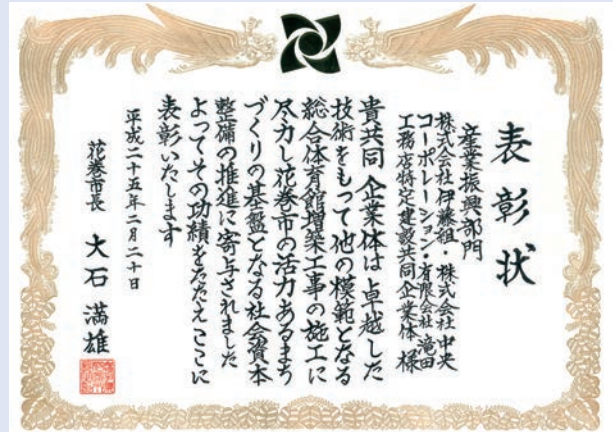 表彰状
産業振興部門
株式会社伊藤組・株式会社中央
コーポレーション・有限会社滝田
工務店特定建設共同企業体 様
貴共同企業体は卓越した
技術をもって他の模範となる
総合体育館増築工事の施工に
尽力し花巻市の活力あるまち
づくりの基盤となる社会資本
整備の推進に寄与されました
よってその功績をたたえここに
表彰いたします
平成二十五年二月二十日
花巻市長 大石満雄